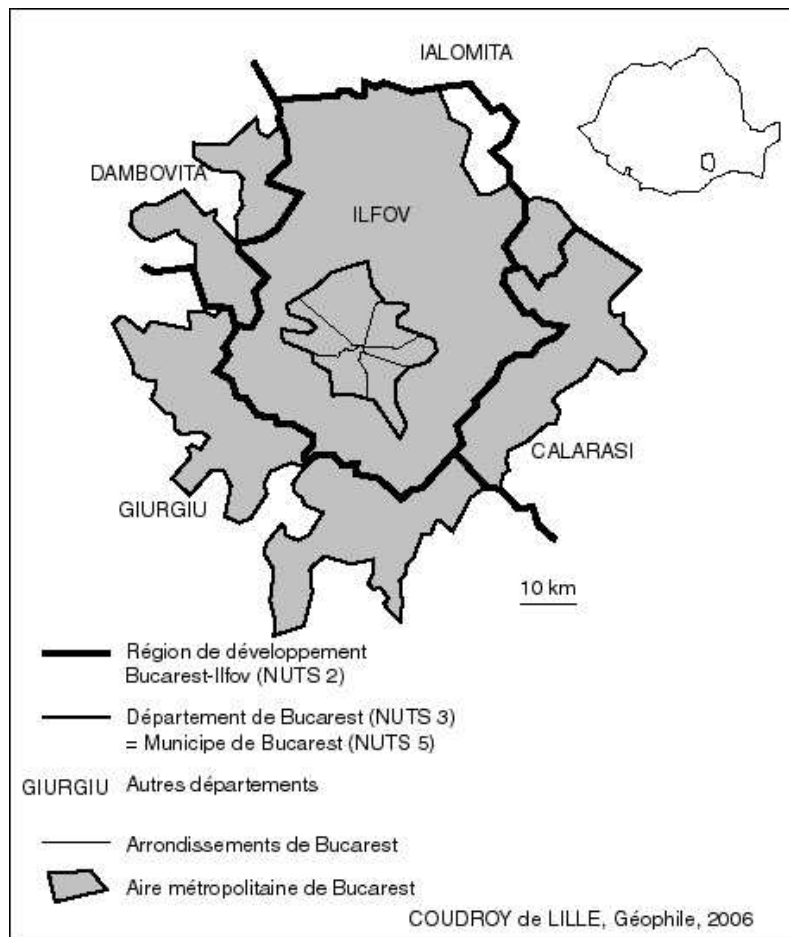 IALOMITA
DAMBOVITA
ILFOV
CALARASI
GIURGIU
10 km
Région de développement
Bucarest-Ilfov (NUTS 2)
Département de Bucarest (NUTS 3)
= Municipe de Bucarest (NUTS 5)
GIURGIU Autres départements
Arrondissements de Bucarest
Aire métropolitaine de Bucarest
COUDROY de LILLE, Géophile, 2006